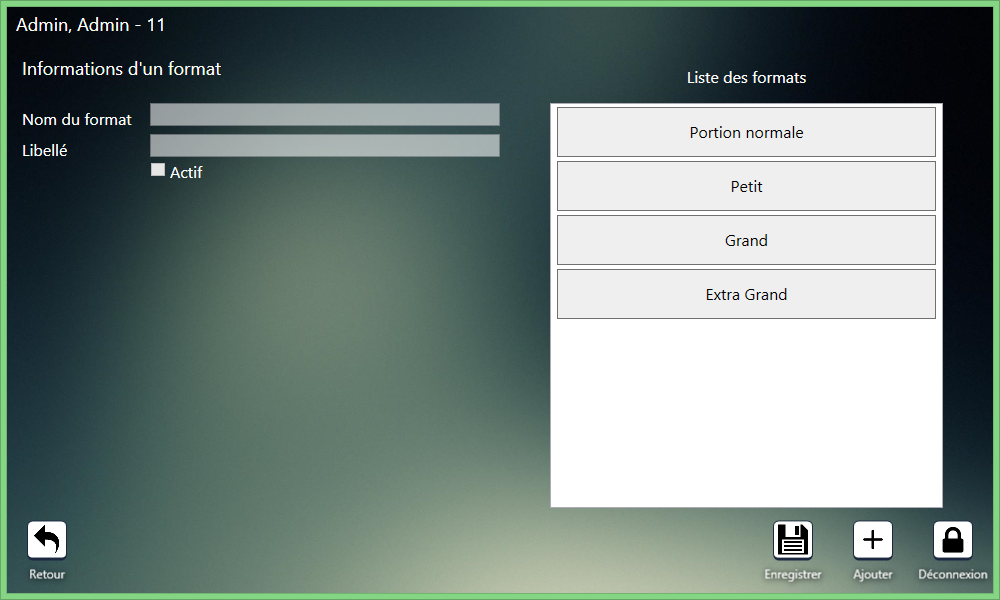 Admin, Admin - 11
Informations d'un format
Nom du format
Libellé
Actif
Liste des formats
Portion normale
Petit
Grand
Extra Grand
Retour
Enregistrer
Ajouter
Déconnexion